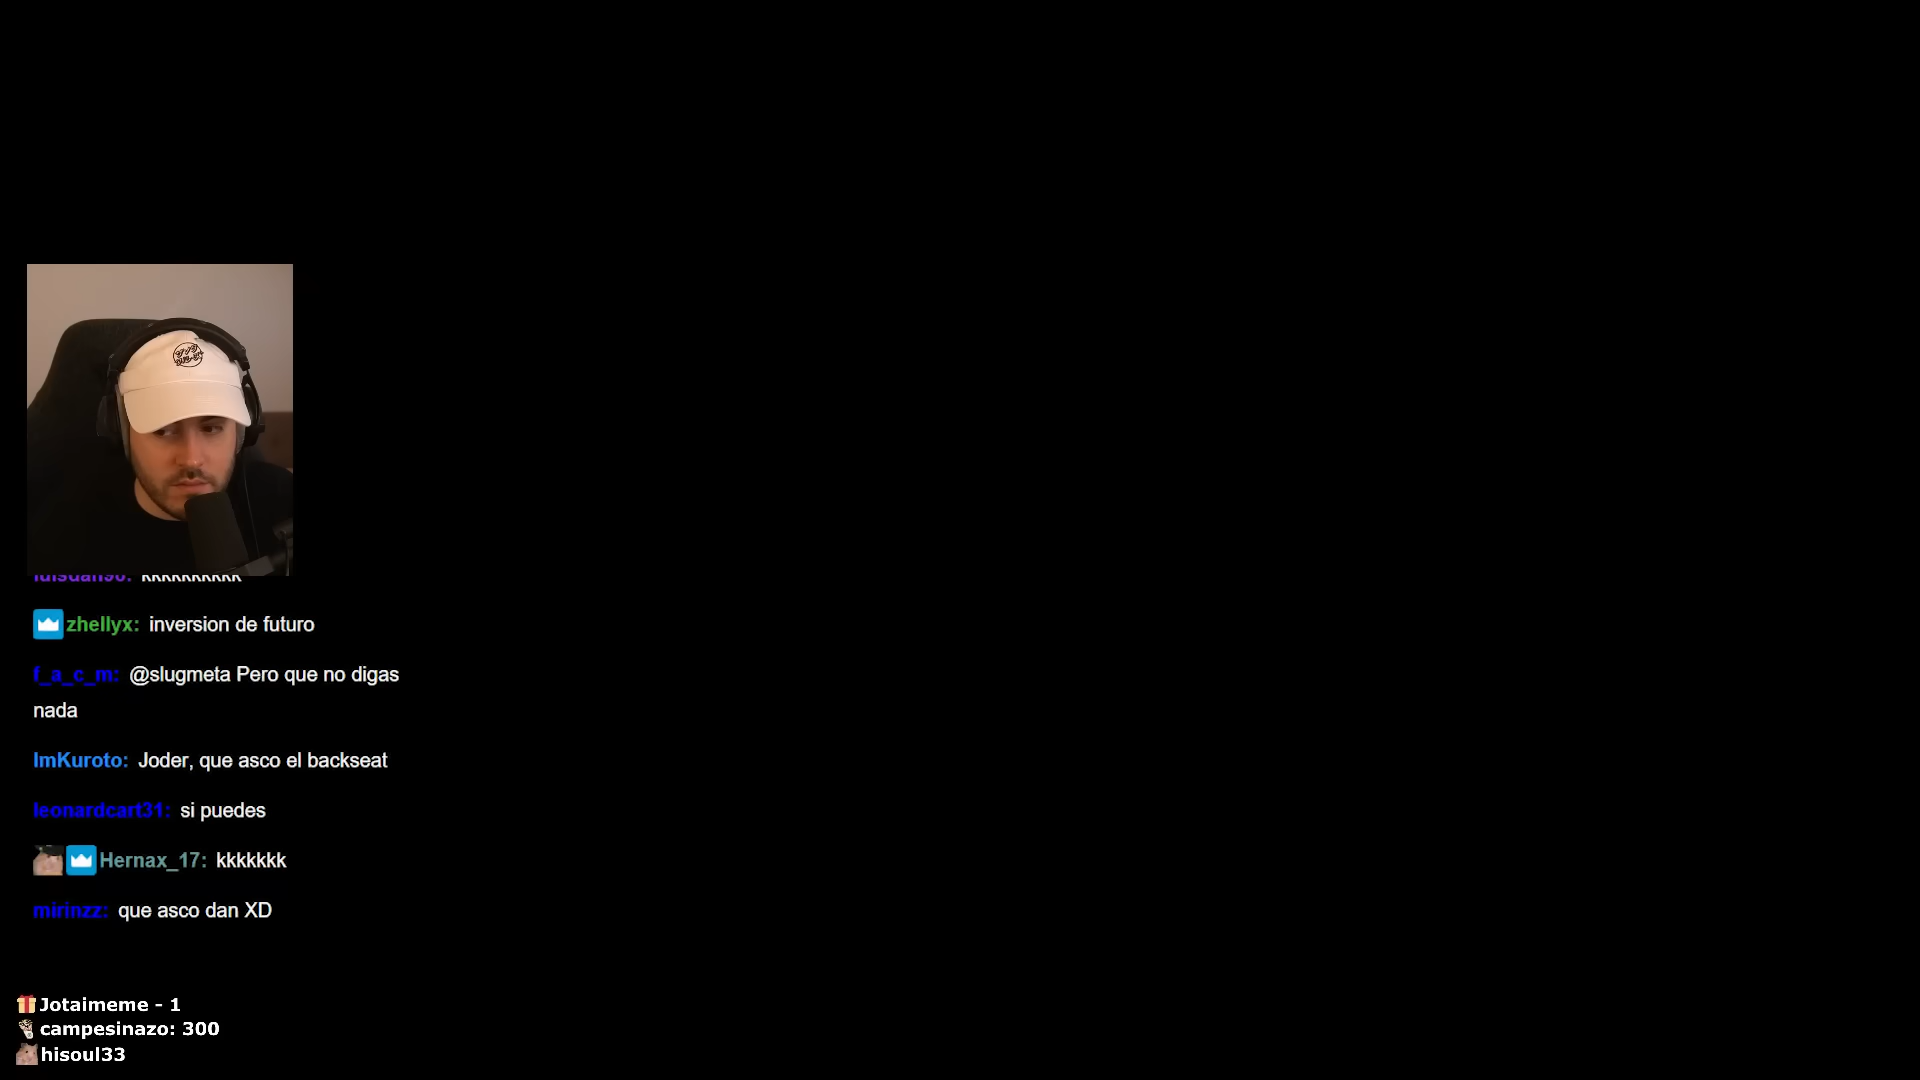 kkkkkkkkkk
zhellyx: inversion de futuro
f_a_c_m: @slugmeta Pero que no digas
nada
ImKuroto: Joder, que asco el backseat
leonardcart31: si puedes
Hernax_17: kkkkkkk
mirinzz: que asco dan XD
Jotaimeme - 1
campesinazo: 300
hisoul33